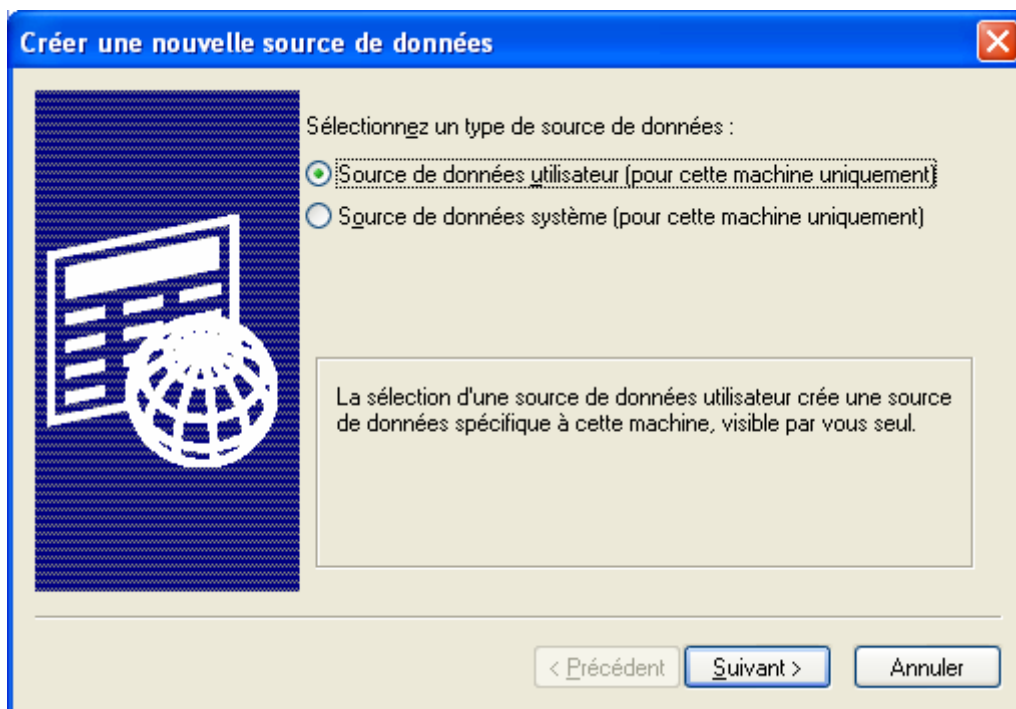 Créer une nouvelle source de données
Sélectionnez un type de source de données :
Source de données utilisateur (pour cette machine uniquement)
Source de données système (pour cette machine uniquement)
La sélection d'une source de données utilisateur crée une source
de données spécifique à cette machine, visible par vous seul.
< Précédent
Suivant >
Annuler